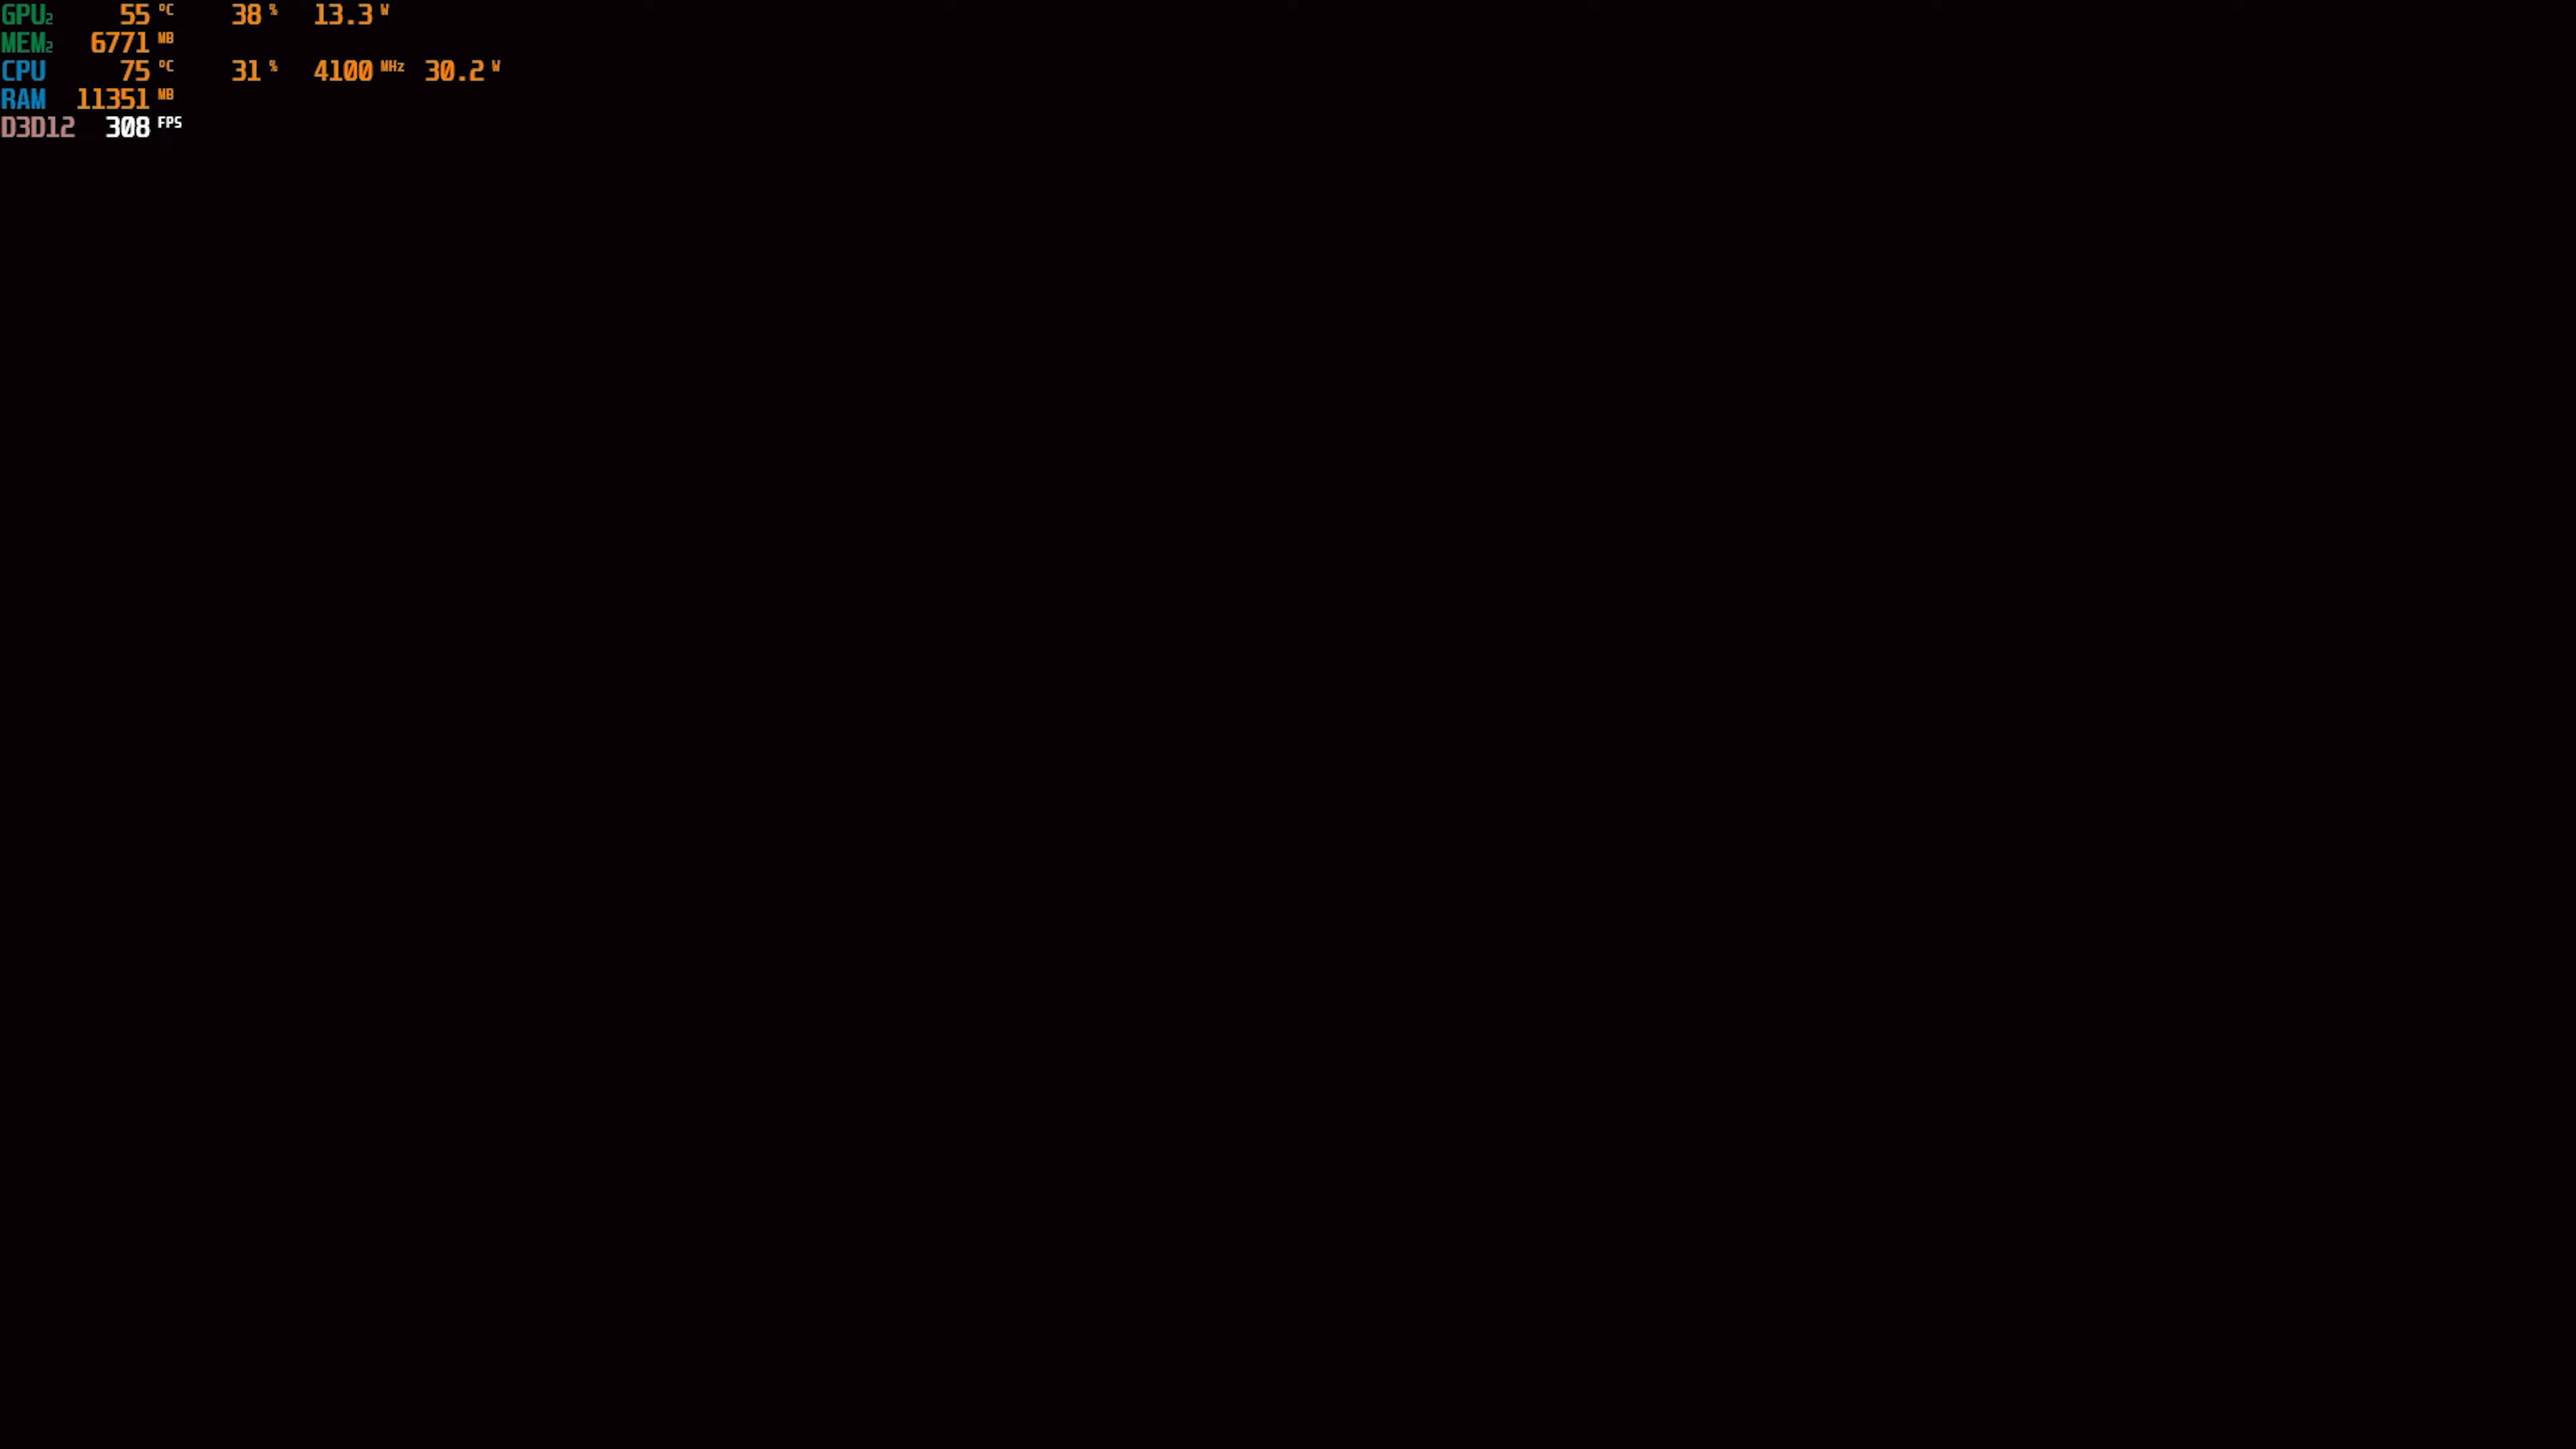 GPU2 55 °C 38 % 13.3 W
MEM2 6771 MB
CPU 75 °C 31 % 4100 MHz 30.2 W
RAM 11351 MB
D3D12 308 FPS